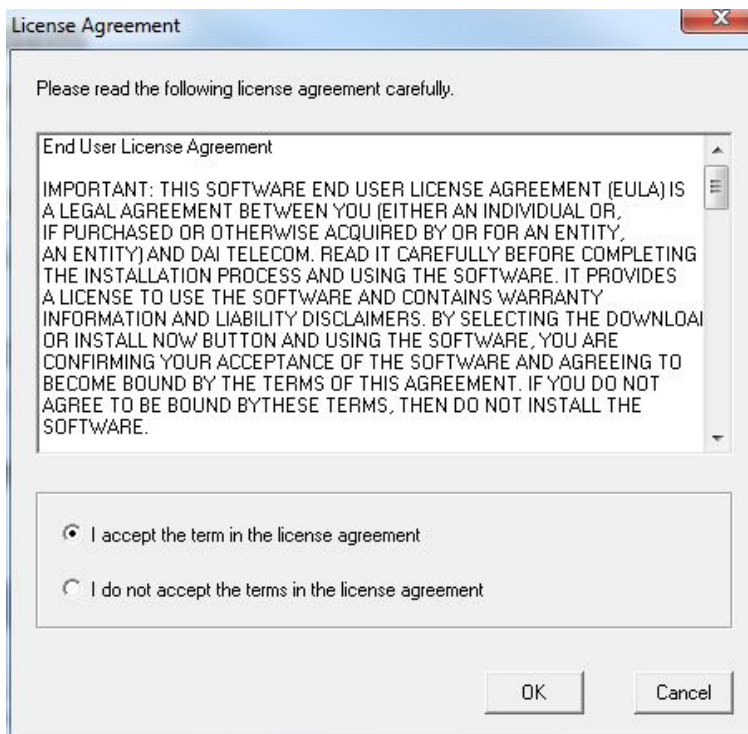 License Agreement
Please read the following license agreement carefully.
End User License Agreement
IMPORTANT: THIS SOFTWARE END USER LICENSE AGREEMENT (EULA) IS
A LEGAL AGREEMENT BETWEEN YOU (EITHER AN INDIVIDUAL OR,
IF PURCHASED OR OTHERWISE ACQUIRED BY OR FOR AN ENTITY,
AN ENTITY) AND DAI TELECOM. READ IT CAREFULLY BEFORE COMPLETING
THE INSTALLATION PROCESS AND USING THE SOFTWARE. IT PROVIDES
A LICENSE TO USE THE SOFTWARE AND CONTAINS WARRANTY
INFORMATION AND LIABILITY DISCLAIMERS. BY SELECTING THE DOWNLOAI
OR INSTALL NOW BUTTON AND USING THE SOFTWARE, YOU ARE
CONFIRMING YOUR ACCEPTANCE OF THE SOFTWARE AND AGREEING TO
BECOME BOUND BY THE TERMS OF THIS AGREEMENT. IF YOU DO NOT
AGREE TO BE BOUND BYTHESE TERMS, THEN DO NOT INSTALL THE
SOFTWARE.
I accept the term in the license agreement
I do not accept the terms in the license agreement
OK Cancel